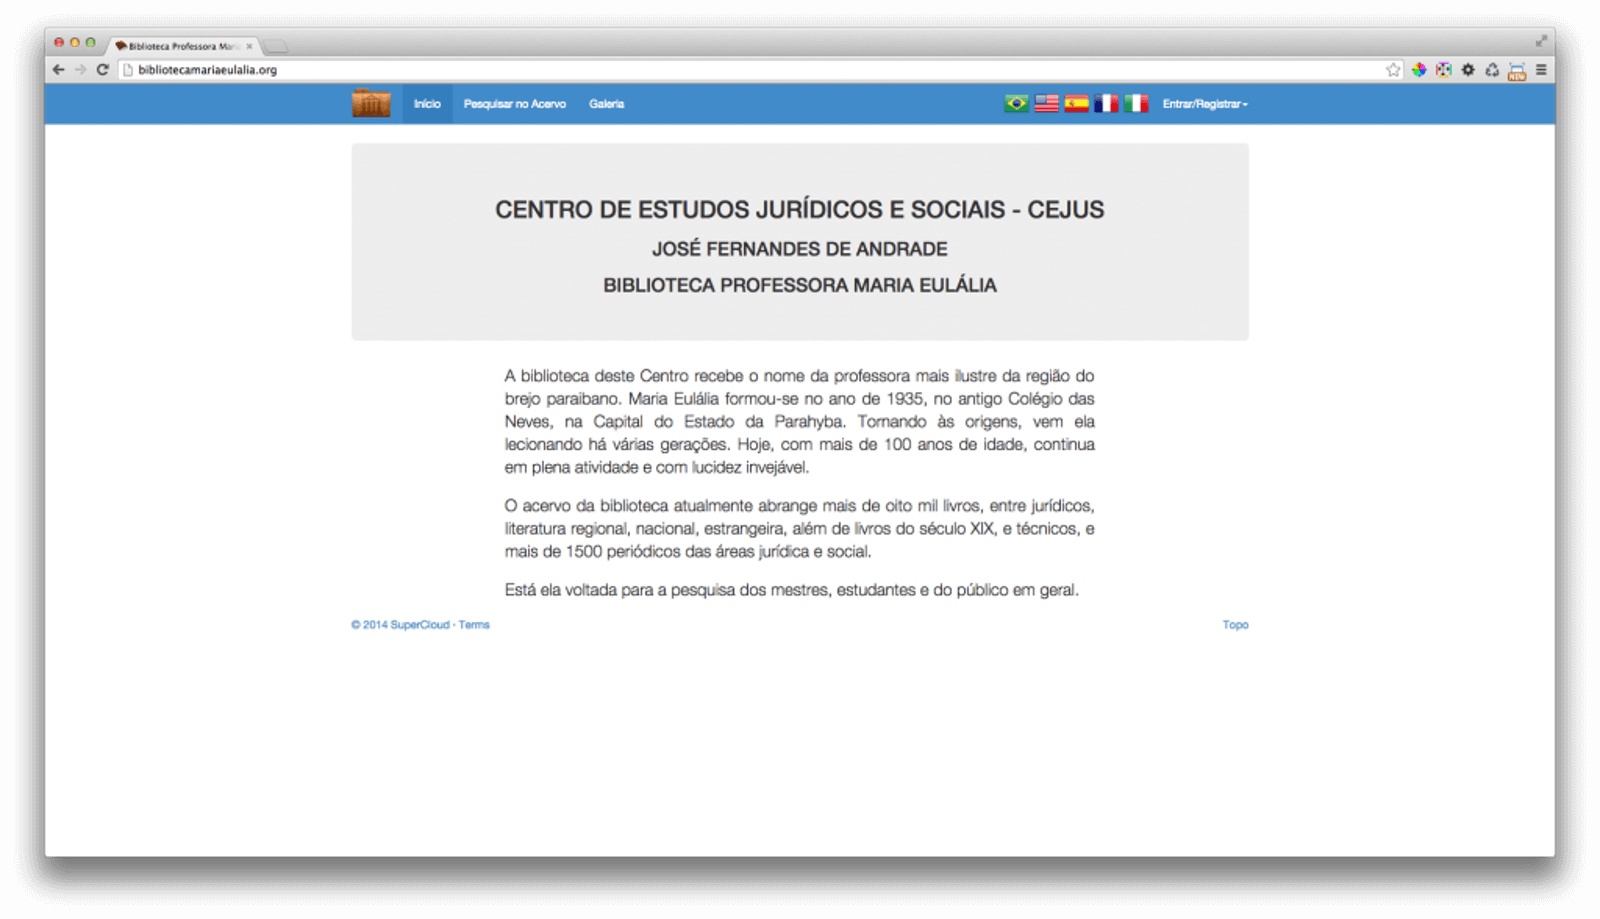 Biblioteca Professora Maria
bibliotecamariaeulalia.org
Início Pesquisar no Acervo Galeria Entrar/Registrar
CENTRO DE ESTUDOS JURÍDICOS E SOCIAIS - CEJUS
JOSÉ FERNANDES DE ANDRADE
BIBLIOTECA PROFESSORA MARIA EULÁLIA
A biblioteca deste Centro recebe o nome da professora mais ilustre da região do
brejo paraibano. Maria Eulália formou-se no ano de 1935, no antigo Colégio das
Neves, na Capital do Estado da Parahyba. Tornando às origens, vem ela
lecionando há várias gerações. Hoje, com mais de 100 anos de idade, continua
em plena atividade e com lucidez invejável.
O acervo da biblioteca atualmente abrange mais de oito mil livros, entre jurídicos,
literatura regional, nacional, estrangeira, além de livros do século XIX, e técnicos, e
mais de 1500 periódicos das áreas jurídica e social.
Está ela voltada para a pesquisa dos mestres, estudantes e do público em geral.
© 2014 SuperCloud · Terms Topo